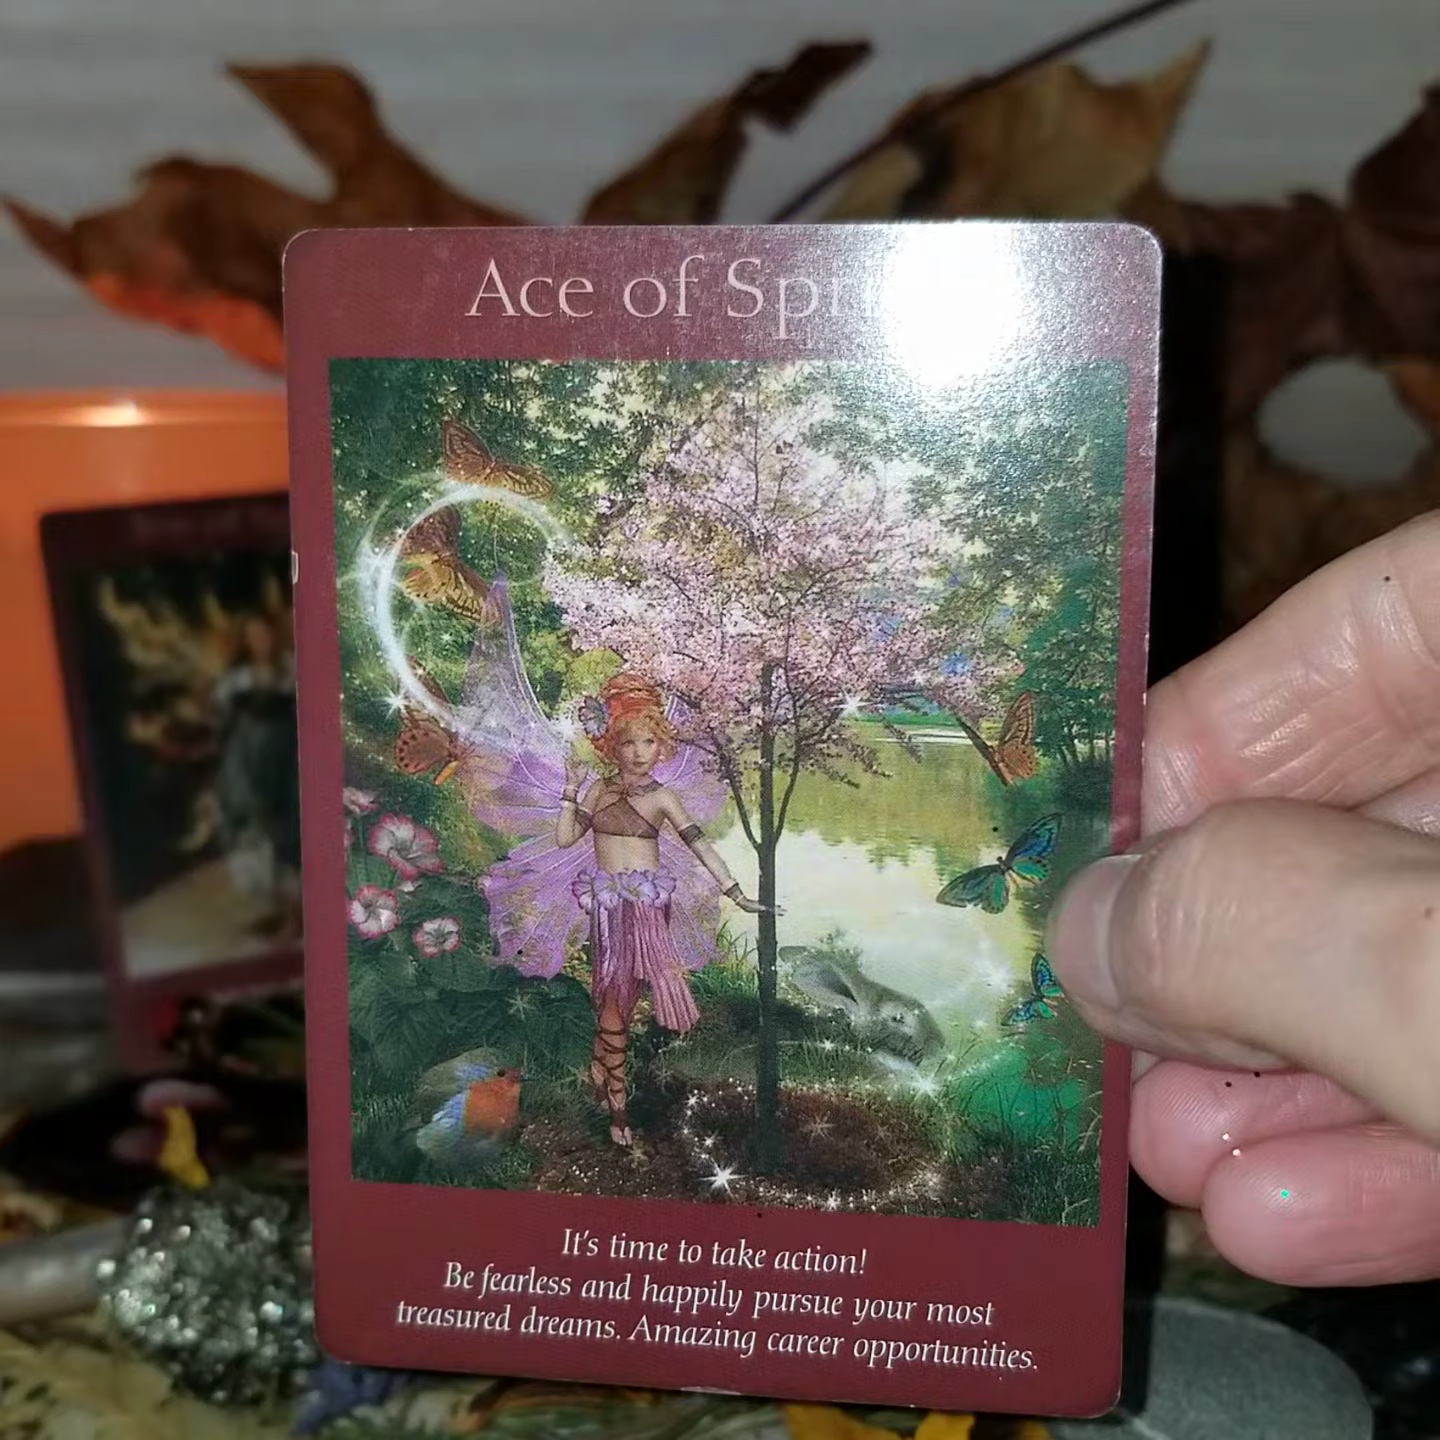 Ace of
It's time to take action!
Be fearless and happily pursue your most
treasured dreams. Amazing career opportunities.